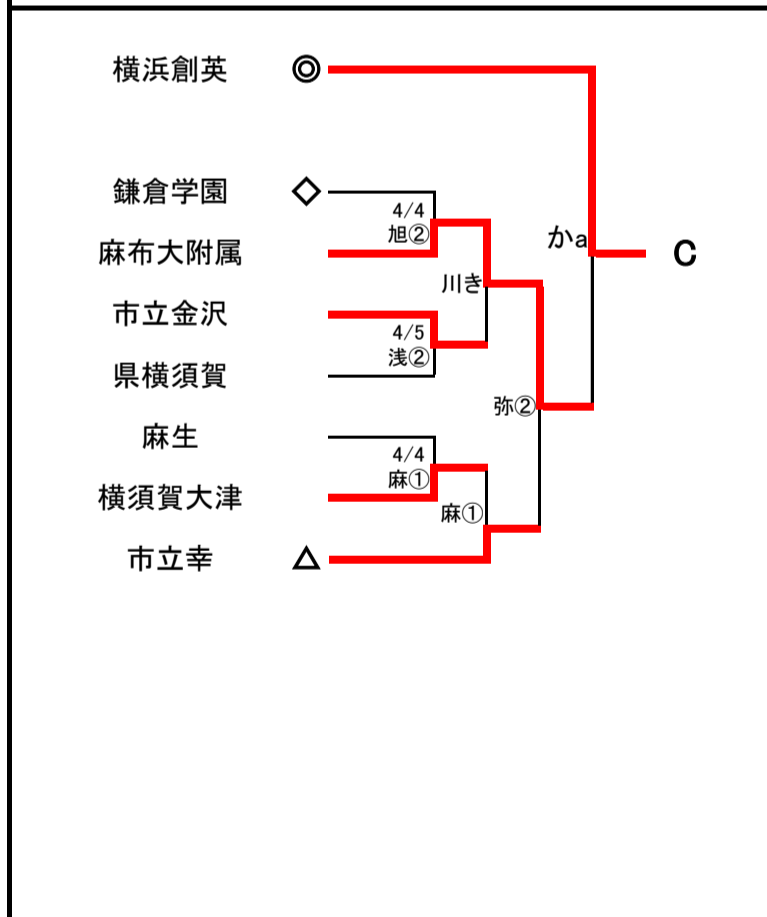 横浜創英 ◎
鎌倉学園 ◇
4/4
旭②
麻布大附属
かa
C
川き
市立金沢
4/5
浅②
県横須賀
弥②
麻生
4/4
麻①
横須賀大津
麻①
市立幸 △